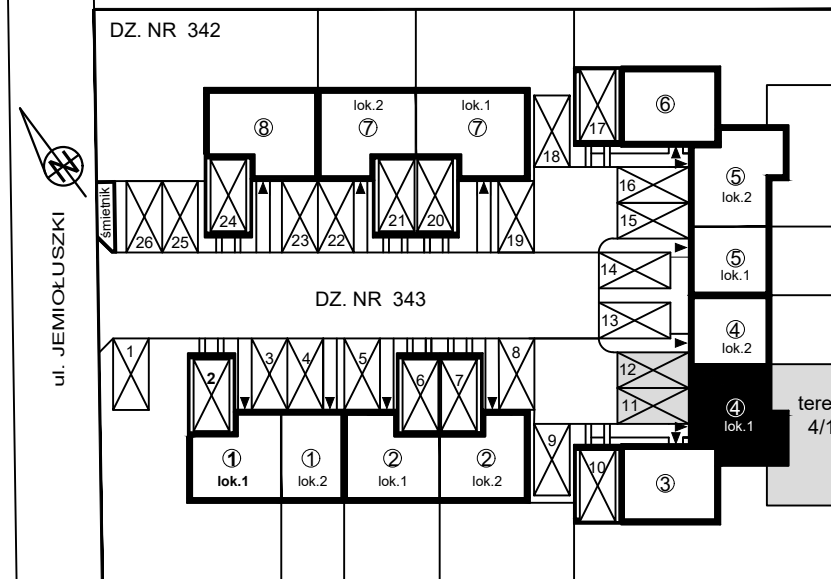 DZ. NR 342
ul. JEMIOŁUSZKI
N
śmietnik
DZ. NR 343
⑧
lok.2
⑦
lok.1
⑦
⑥
⑤
lok.2
⑤
lok.1
④
lok.2
④
lok.1
③
①
lok.1
①
lok.2
②
lok.1
②
lok.2
26
25
24
23
22
21
20
19
18
17
16
15
14
13
12
11
10
9
8
7
6
5
4
3
2
1
tere
4/1